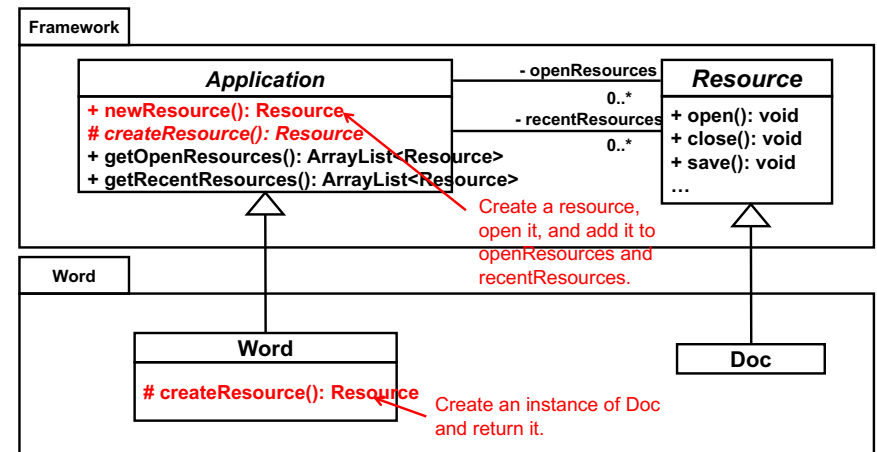 Framework
Application
+ newResource(): Resource
# createResource(): Resource
+ getOpenResources(): ArrayList<Resource>
+ getRecentResources(): ArrayList<Resource>
- openResources
0..*
- recentResources
0..*
Resource
+ open(): void
+ close(): void
+ save(): void
…
Create a resource,
open it, and add it to
openResources and
recentResources.
Word
Word
# createResource(): Resource
Create an instance of Doc
and return it.
Doc